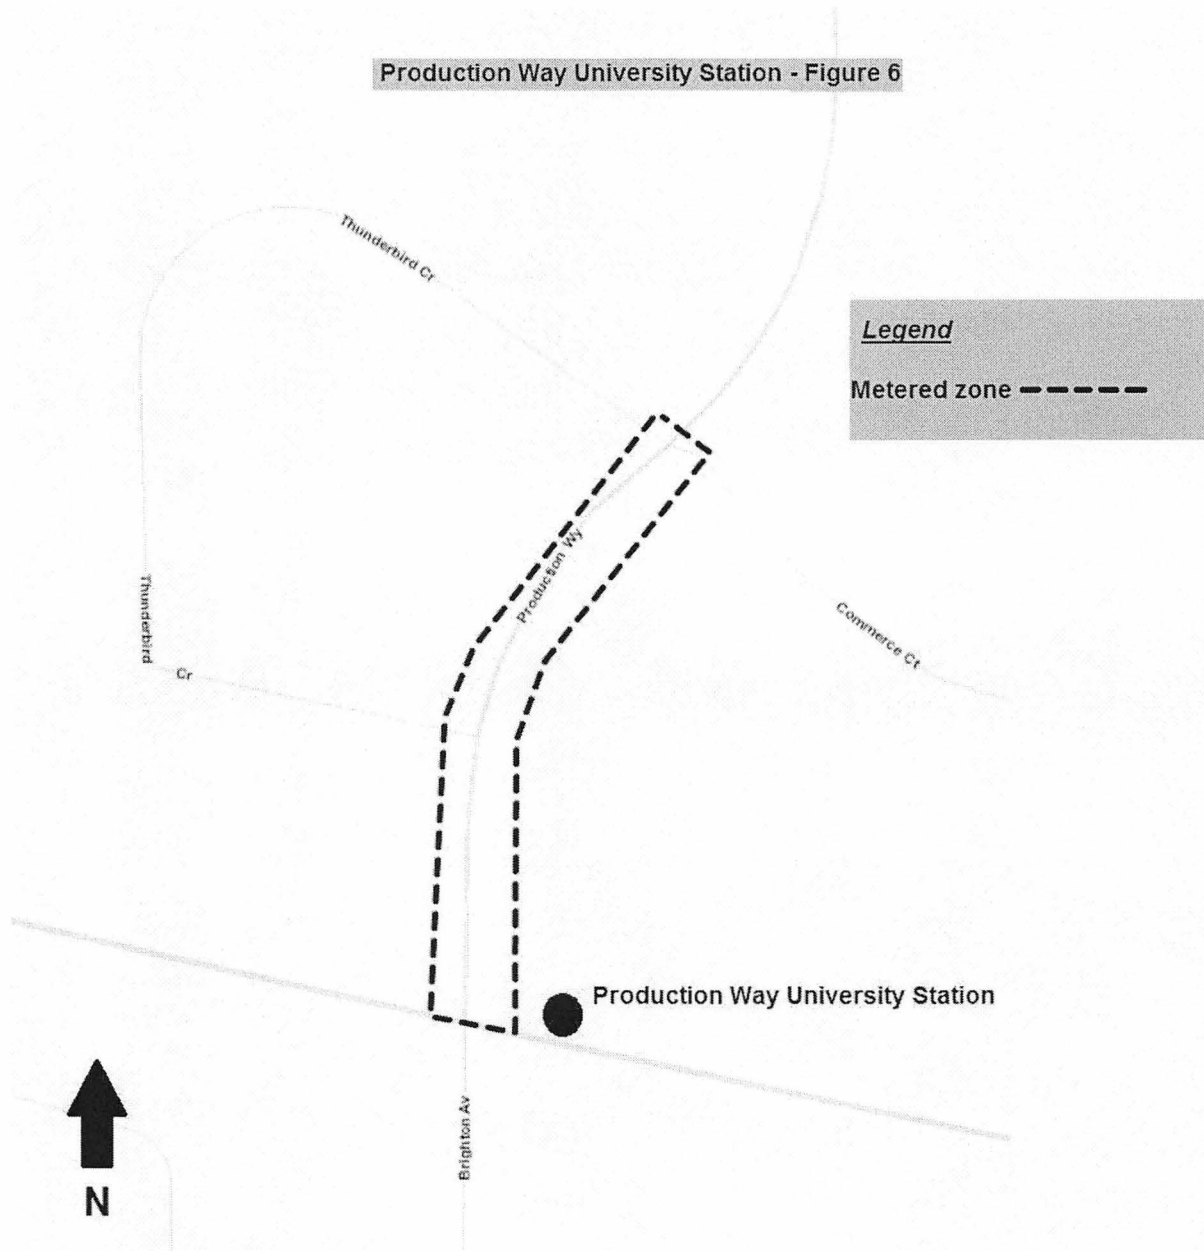 Production Way University Station - Figure 6
Thunderbird Cr
Legend
Metered zone
Production Wy
Thunderbird
Cr
Commerce Ct
Production Way University Station
Brighton Av
N